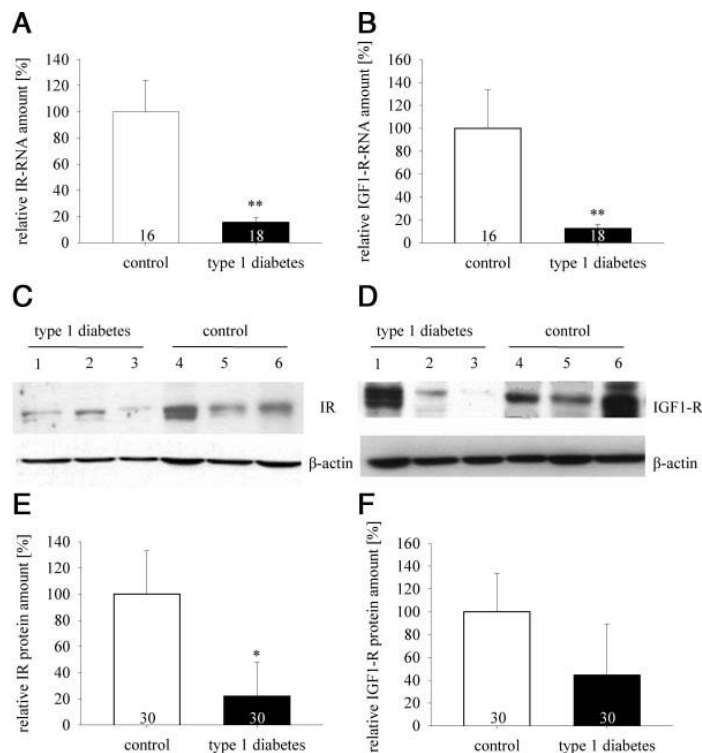 A
relative IR-RNA amount [%]
140
120
100
80
60
40
20
0
16
**
18
control type 1 diabetes
B
relative IGF1-R-RNA amount [%]
160
140
120
100
80
60
40
20
0
16
**
18
control type 1 diabetes
C
type 1 diabetes control
1 2 3 4 5 6
IR
β-actin
D
type 1 diabetes control
1 2 3 4 5 6
IGF1-R
β-actin
E
relative IR protein amount [%]
140
120
100
80
60
40
20
0
30
*
30
control type 1 diabetes
F
relative IGF1-R protein amount [%]
160
140
120
100
80
60
40
20
0
30
30
control type 1 diabetes